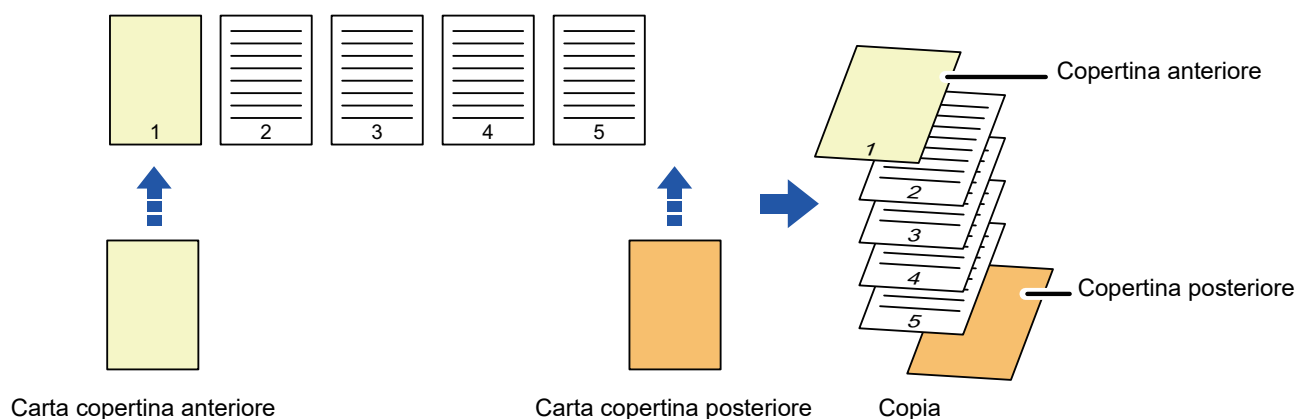 1 2 3 4 5
Copertina anteriore
1
2
3
4
5
Copertina posteriore
Carta copertina anteriore
Carta copertina posteriore
Copia